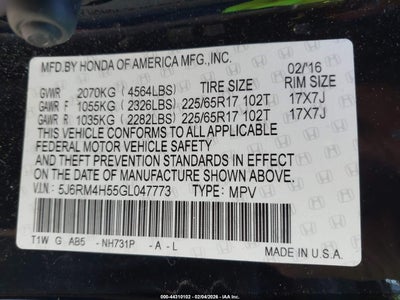 MFD.BY HONDA OF AMERICA MFG.,INC. 02/'16
GVWR 2070KG (4564LBS) TIRE SIZE RIM SIZE
GAWR F 1055KG (2326LBS) 225/65R17 102T 17X7J
GAWR R 1035KG (2282LBS) 225/65R17 102T 17X7J
THIS VEHICLE CONFORMS TO ALL APPLICABLE
FEDERAL MOTOR VEHICLE SAFETY, BUMPER, AND
THEFT PREVENTION STANDARDS IN EFFECT ON
THE DATE OF MANUFACTURE SHOWN ABOVE.
V.I.N: 5J6RM4H55GL047773 TYPE: MPV
T1W G AB5 -NH731P -A-L MADE IN U.S.A.
000-44310102 - 02/04/2026 - IAA Inc.